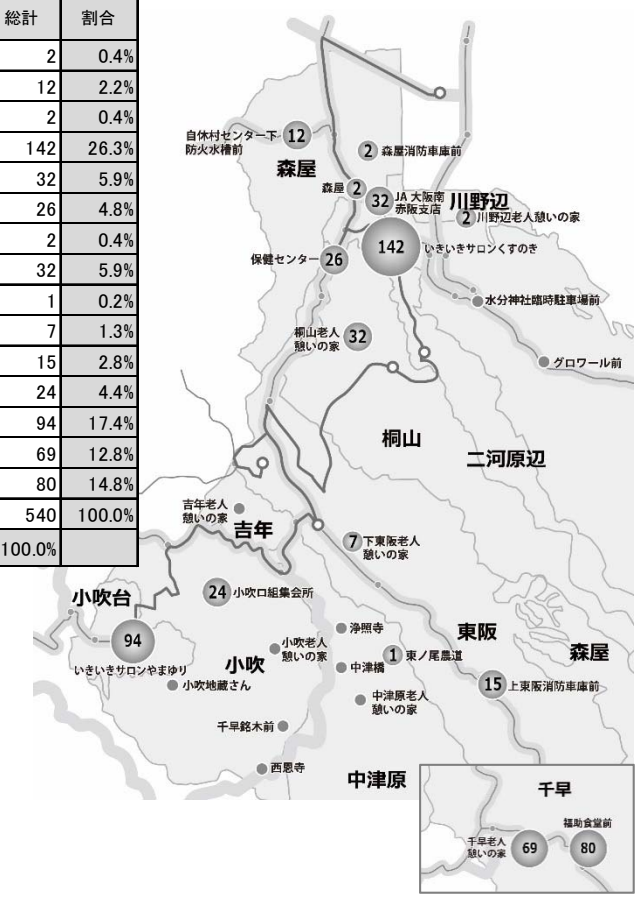 総計 割合
2 0.4%
12 2.2%
2 0.4%
142 26.3%
32 5.9%
26 4.8%
2 0.4%
32 5.9%
1 0.2%
7 1.3%
15 2.8%
24 4.4%
94 17.4%
69 12.8%
80 14.8%
540 100.0%
100.0%
自休村センター下
防火水槽前
12
2 森屋消防車庫前
森屋
森屋 2
32 JA 大阪南
赤阪支店
川野辺
2 川野辺老人憩いの家
142 いきいきサロンくすのき
保健センター 26
水分神社臨時駐車場前
桐山老人
憩いの家
32
グロワール前
桐山
二河原辺
吉年老人
憩いの家
吉年
7 下東阪老人
憩いの家
小吹台
24 小吹口組集会所
94
いきいきサロンやまゆり
小吹
小吹老人
憩いの家
小吹地蔵さん
浄照寺
1 東ノ尾農道
中津橋
東阪
森屋
15 上東阪消防車庫前
中津原老人
憩いの家
千早銘木前
西恩寺
中津原
千早
福助食堂前
千早老人
憩いの家
69
80